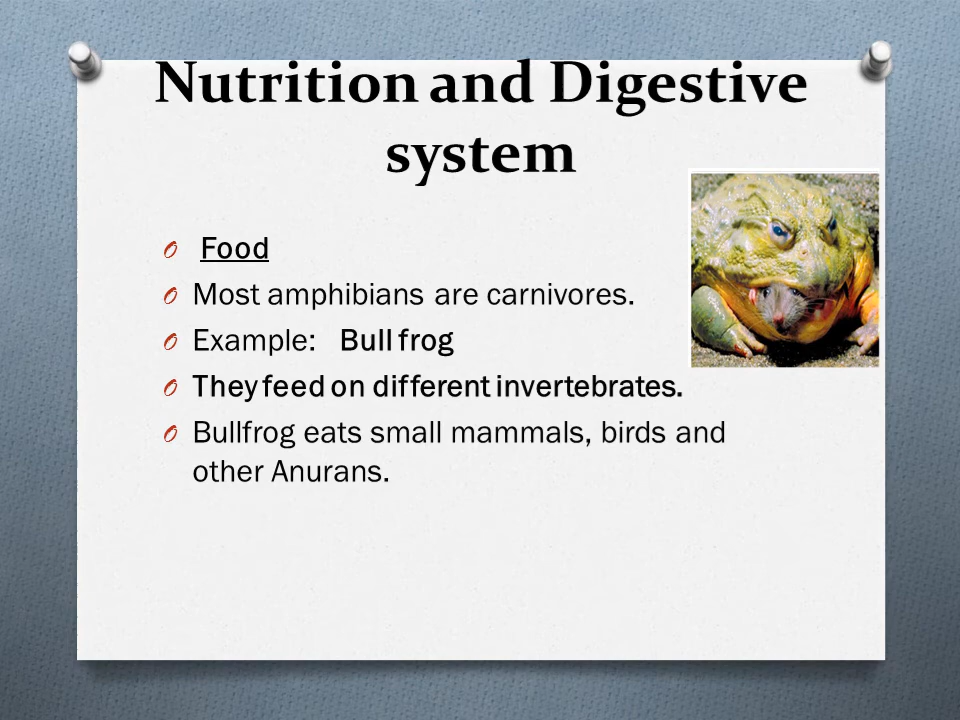 Nutrition and Digestive
system
Food
Most amphibians are carnivores.
Example: Bull frog
They feed on different invertebrates.
Bullfrog eats small mammals, birds and
other Anurans.